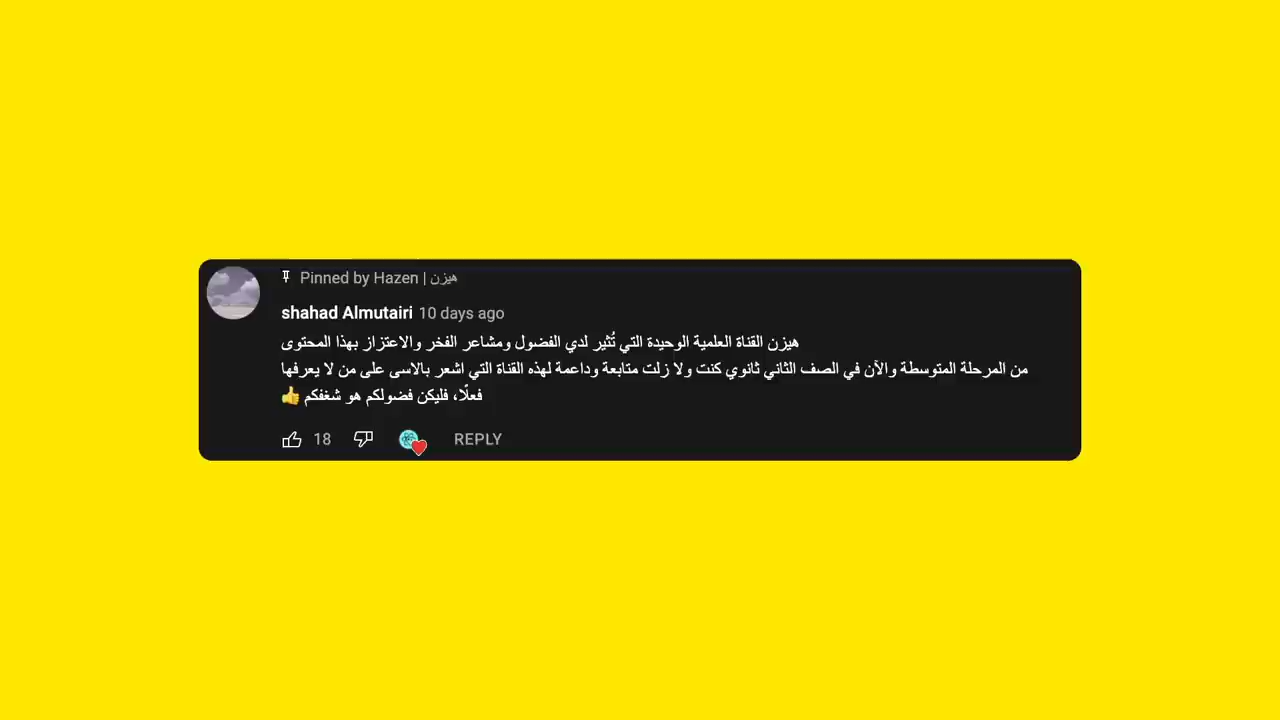 Pinned by Hazen | هيزن
shahad Almutairi 10 days ago
هيزن القناة العلمية الوحيدة التي تُثير لدي الفضول ومشاعر الفخر والاعتزاز بهذا المحتوى
من المرحلة المتوسطة والآن في الصف الثاني ثانوي كنت ولا زلت متابعة وداعمة لهذه القناة التي اشعر بالاسى على من لا يعرفها
فعلًا، فليكن فضولكم هو شغفكم 👍
18 REPLY